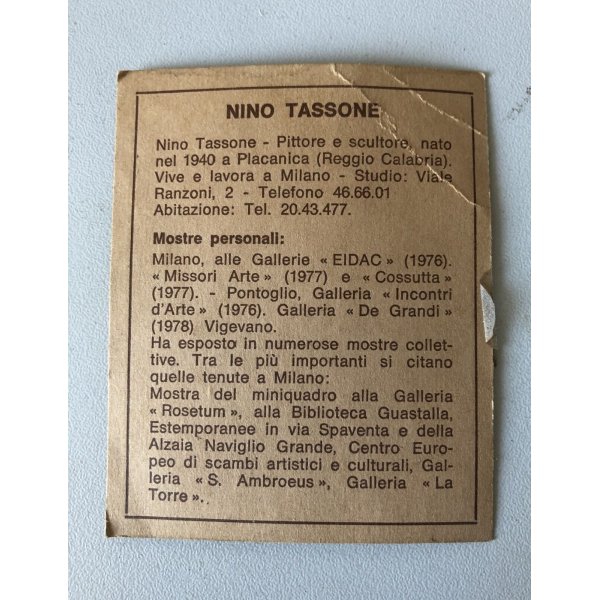 NINO TASSONE
Nino Tassone - Pittore e scultore, nato
nel 1940 a Placanica (Reggio Calabria).
Vive e lavora a Milano - Studio: Viale
Ranzoni, 2 - Telefono 46.66.01
Abitazione: Tel. 20.43.477.
Mostre personali:
Milano, alle Gallerie « EIDAC » (1976).
« Missori Arte » (1977) e « Cossutta »
(1977). - Pontoglio, Galleria « Incontri
d'Arte » (1976). Galleria « De Grandi »
(1978) Vigevano.
Ha esposto in numerose mostre collet-
tive. Tra le più importanti si citano
quelle tenute a Milano:
Mostra del miniquadro alla Galleria
« Rosetum », alla Biblioteca Guastalla,
Estemporanee in via Spaventa e della
Alzaia Naviglio Grande, Centro Euro-
peo di scambi artistici e culturali, Gal-
leria « S. Ambroeus », Galleria « La
Torre ».